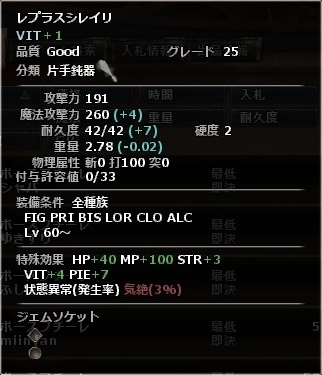 レプラスシレイリ
VIT+1
品質 Good グレード 25
分類 片手鈍器
攻撃力 191
魔法攻撃力 260 (+4)
耐久度 42/42 (+7) 硬度 2
重量 2.78 (-0.02)
物理属性 斬0 打100 突0
付与許容値 0/33
装備条件 全種族
FIG PRI BIS LOR CLO ALC
Lv 60～
特殊効果 HP+40 MP+100 STR+3
VIT+4 PIE+7
状態異常(発生率) 気絶(3%)
ジェムソケット